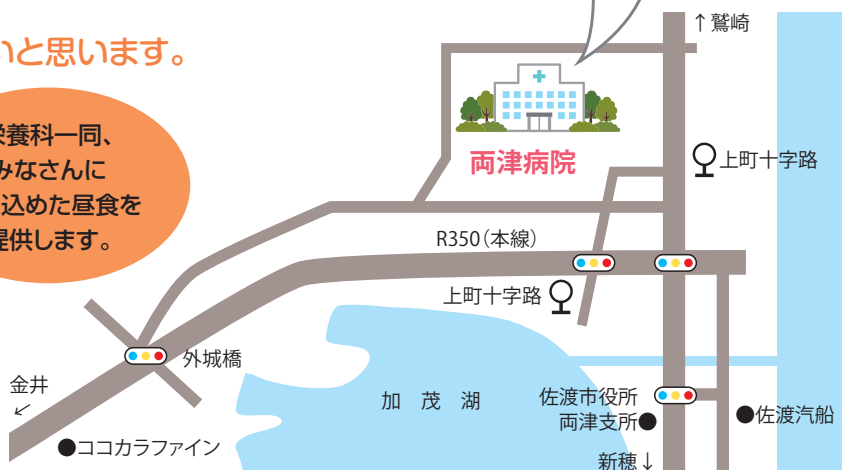 いと思います。
栄養科一同、
みなさんに
込めた昼食を
提供します。
↑鷲崎
両津病院
上町十字路
R350（本線）
上町十字路
外城橋
金井
↙
●ココカラファイン
加茂湖
佐渡市役所
両津支所●
●佐渡汽船
新穂↓